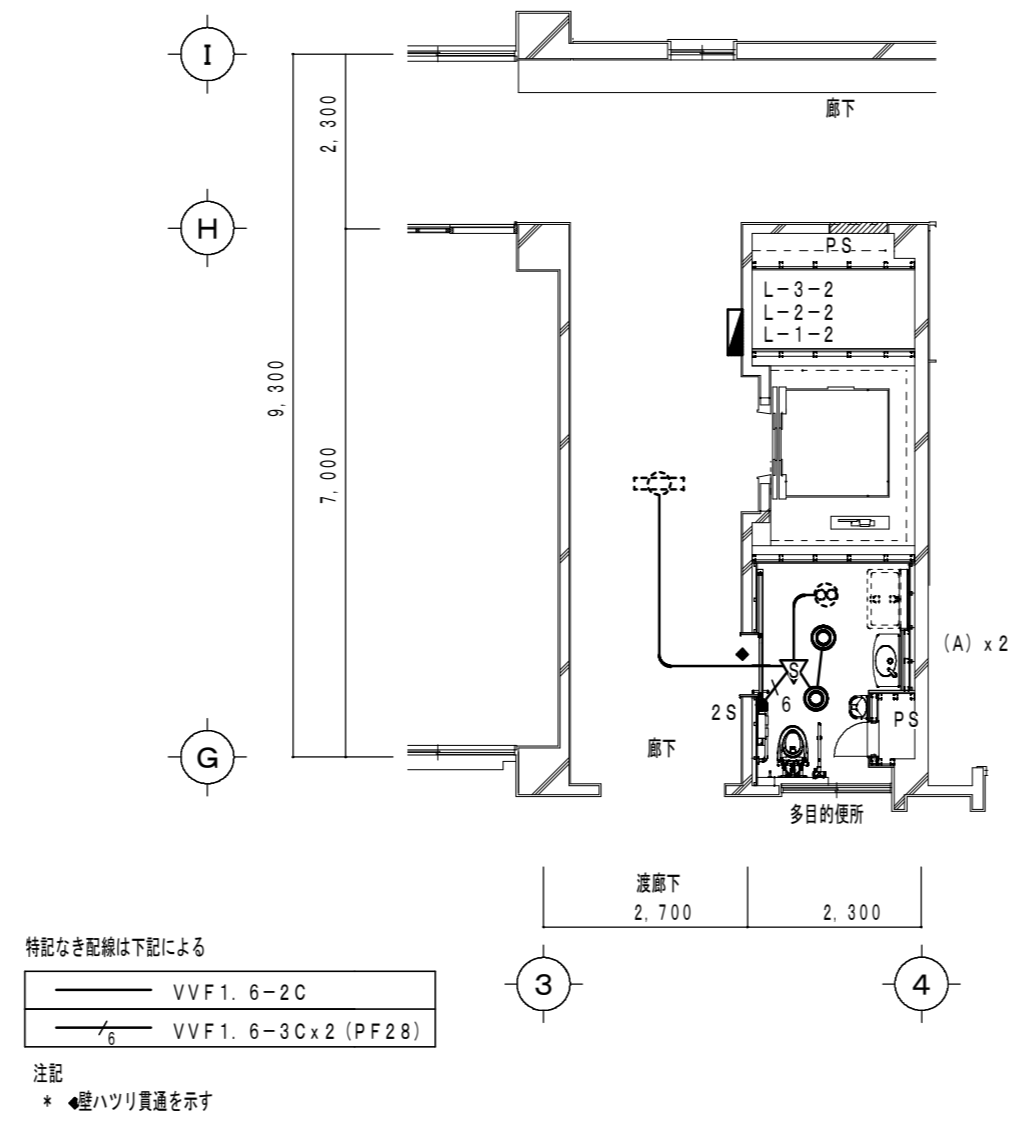 I
廊下
2,300
H
PS
L-3-2
L-2-2
L-1-2
9,300
7,000
(A) x 2
S
6
2S
PS
廊下
G
多目的便所
渡廊下
2,700
2,300
3
4
特記なき配線は下記による
VVF1.6-2C
6
VVF1.6-3Cx2(PF28)
注記
* ◆壁ハツリ貫通を示す